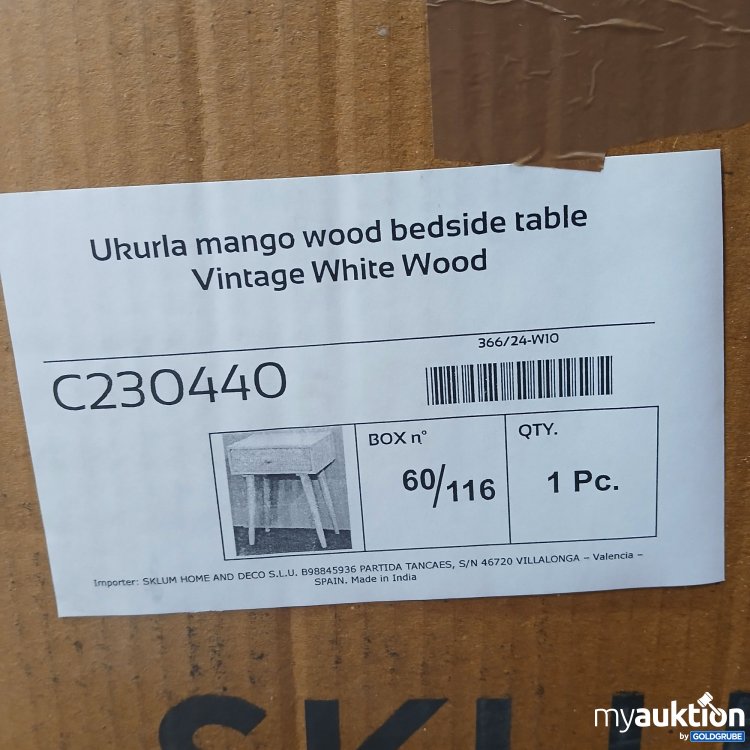 Ukurla mango wood bedside table
Vintage White Wood
366/24-W10
C230440
BOX n°
QTY.
60/116
1 Pc.
Importer: SKLUM HOME AND DECO S.L.U. B98845936 PARTIDA TANCAES, S/N 46720 VILLALONGA – Valencia –
SPAIN. Made in India
SKLUM
myauktion
by GOLDGRUBE